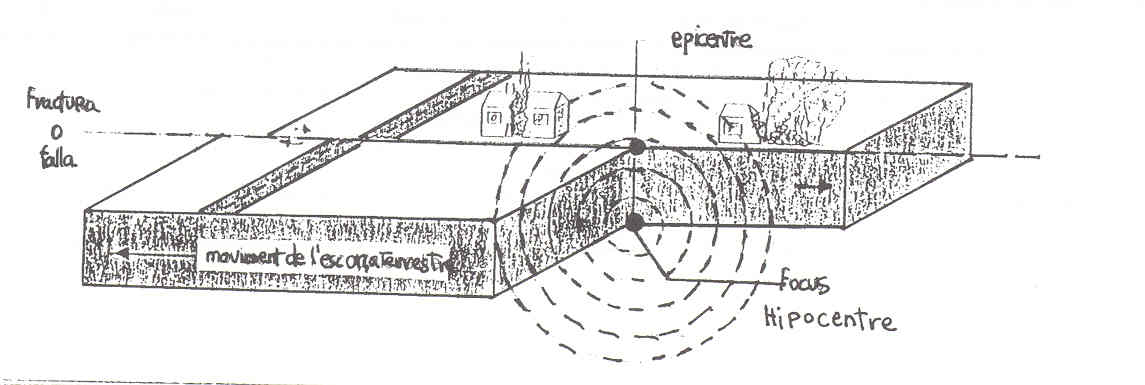 epicentre
Fractura
o
falla
moviment de l'escorça terrestre
Focus
Hipocentre